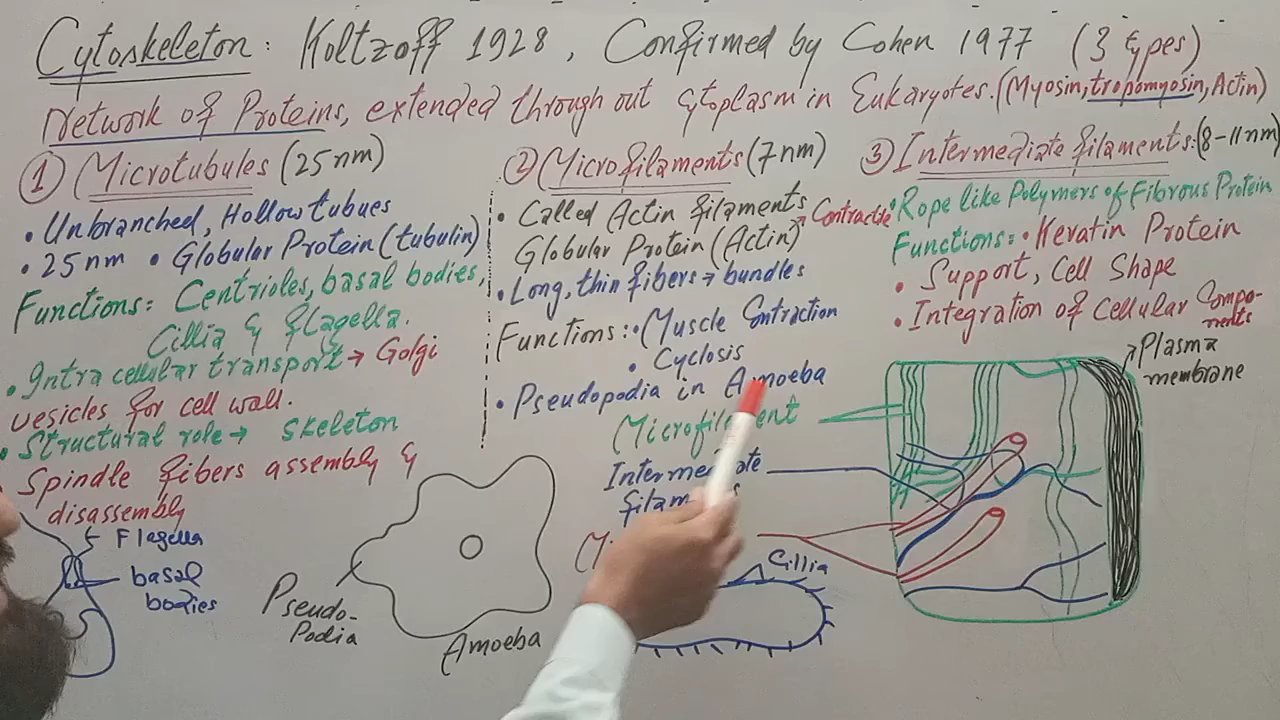 Cytoskeleton: Koltzoff 1928, Confirmed by Cohen 1977 (3 types)
Network of Proteins, extended through out cytoplasm in Eukaryotes. (Myosin, tropomyosin, Actin)
① Microtubules (25nm)
• Unbranched, Hollow tubues
• 25nm • Globular Protein (tubulin)
Functions: Centrioles, basal bodies,
Cillia & flagella.
• Intra cellular transport → Golgi
vesicles for cell wall.
• Structural role → skeleton
Spindle fibers assembly &
disassembly
Flagella
basal
bodies
② Microfilaments (7nm)
• Called Actin filaments
Globular Protein (Actin) → Contractile
• Long, thin fibers → bundles
Functions: • Muscle Contraction
• Cyclosis
• Pseudopodia in Amoeba
③ Intermediate filaments: (8-11nm)
• Rope like Polymers of Fibrous Protein
Functions: • Keratin Protein
• Support, Cell Shape
• Integration of Cellular Compo-
nents
Plasma
membrane
Microfilament
Intermediate
Cillia
Pseudo-
Podia
Amoeba